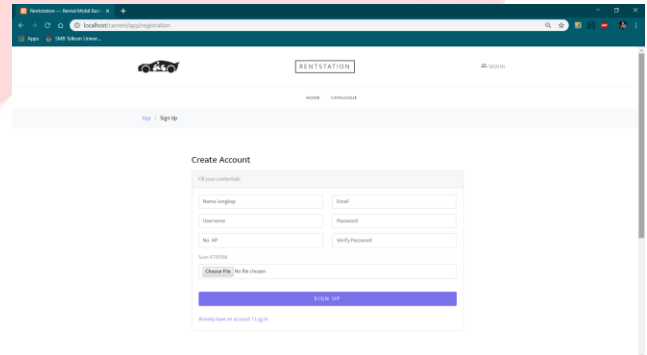 Rentstation — Rental Mobil Ban
localhost/carrent/app/registration
Apps SMB Telkom Univer...
RENTSTATION
SIGN IN
HOME CATALOGUE
App / Sign Up
Create Account
Fill your credentials
Nama Lengkap Email
Username Password
No. HP Verify Password
Scan KTP/SIM
Choose File No file chosen
SIGN UP
Already have an account ? Log in